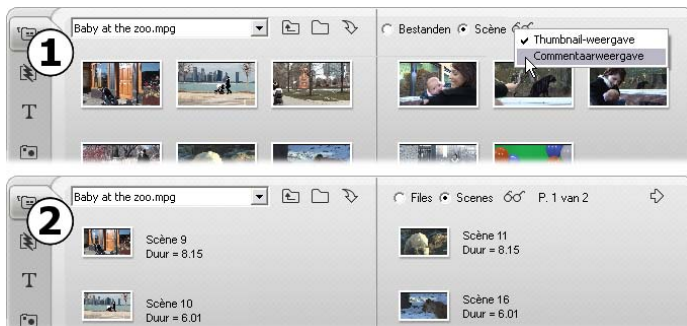 1
Baby at the zoo.mpg
Bestanden Scène
Thumbnail-weergave
Commentaarweergave
T
2
Baby at the zoo.mpg
Files Scenes P. 1 van 2
Scène 9
Duur = 8.15
Scène 11
Duur = 8.15
T
Scène 10
Duur = 6.01
Scène 16
Duur = 6.01